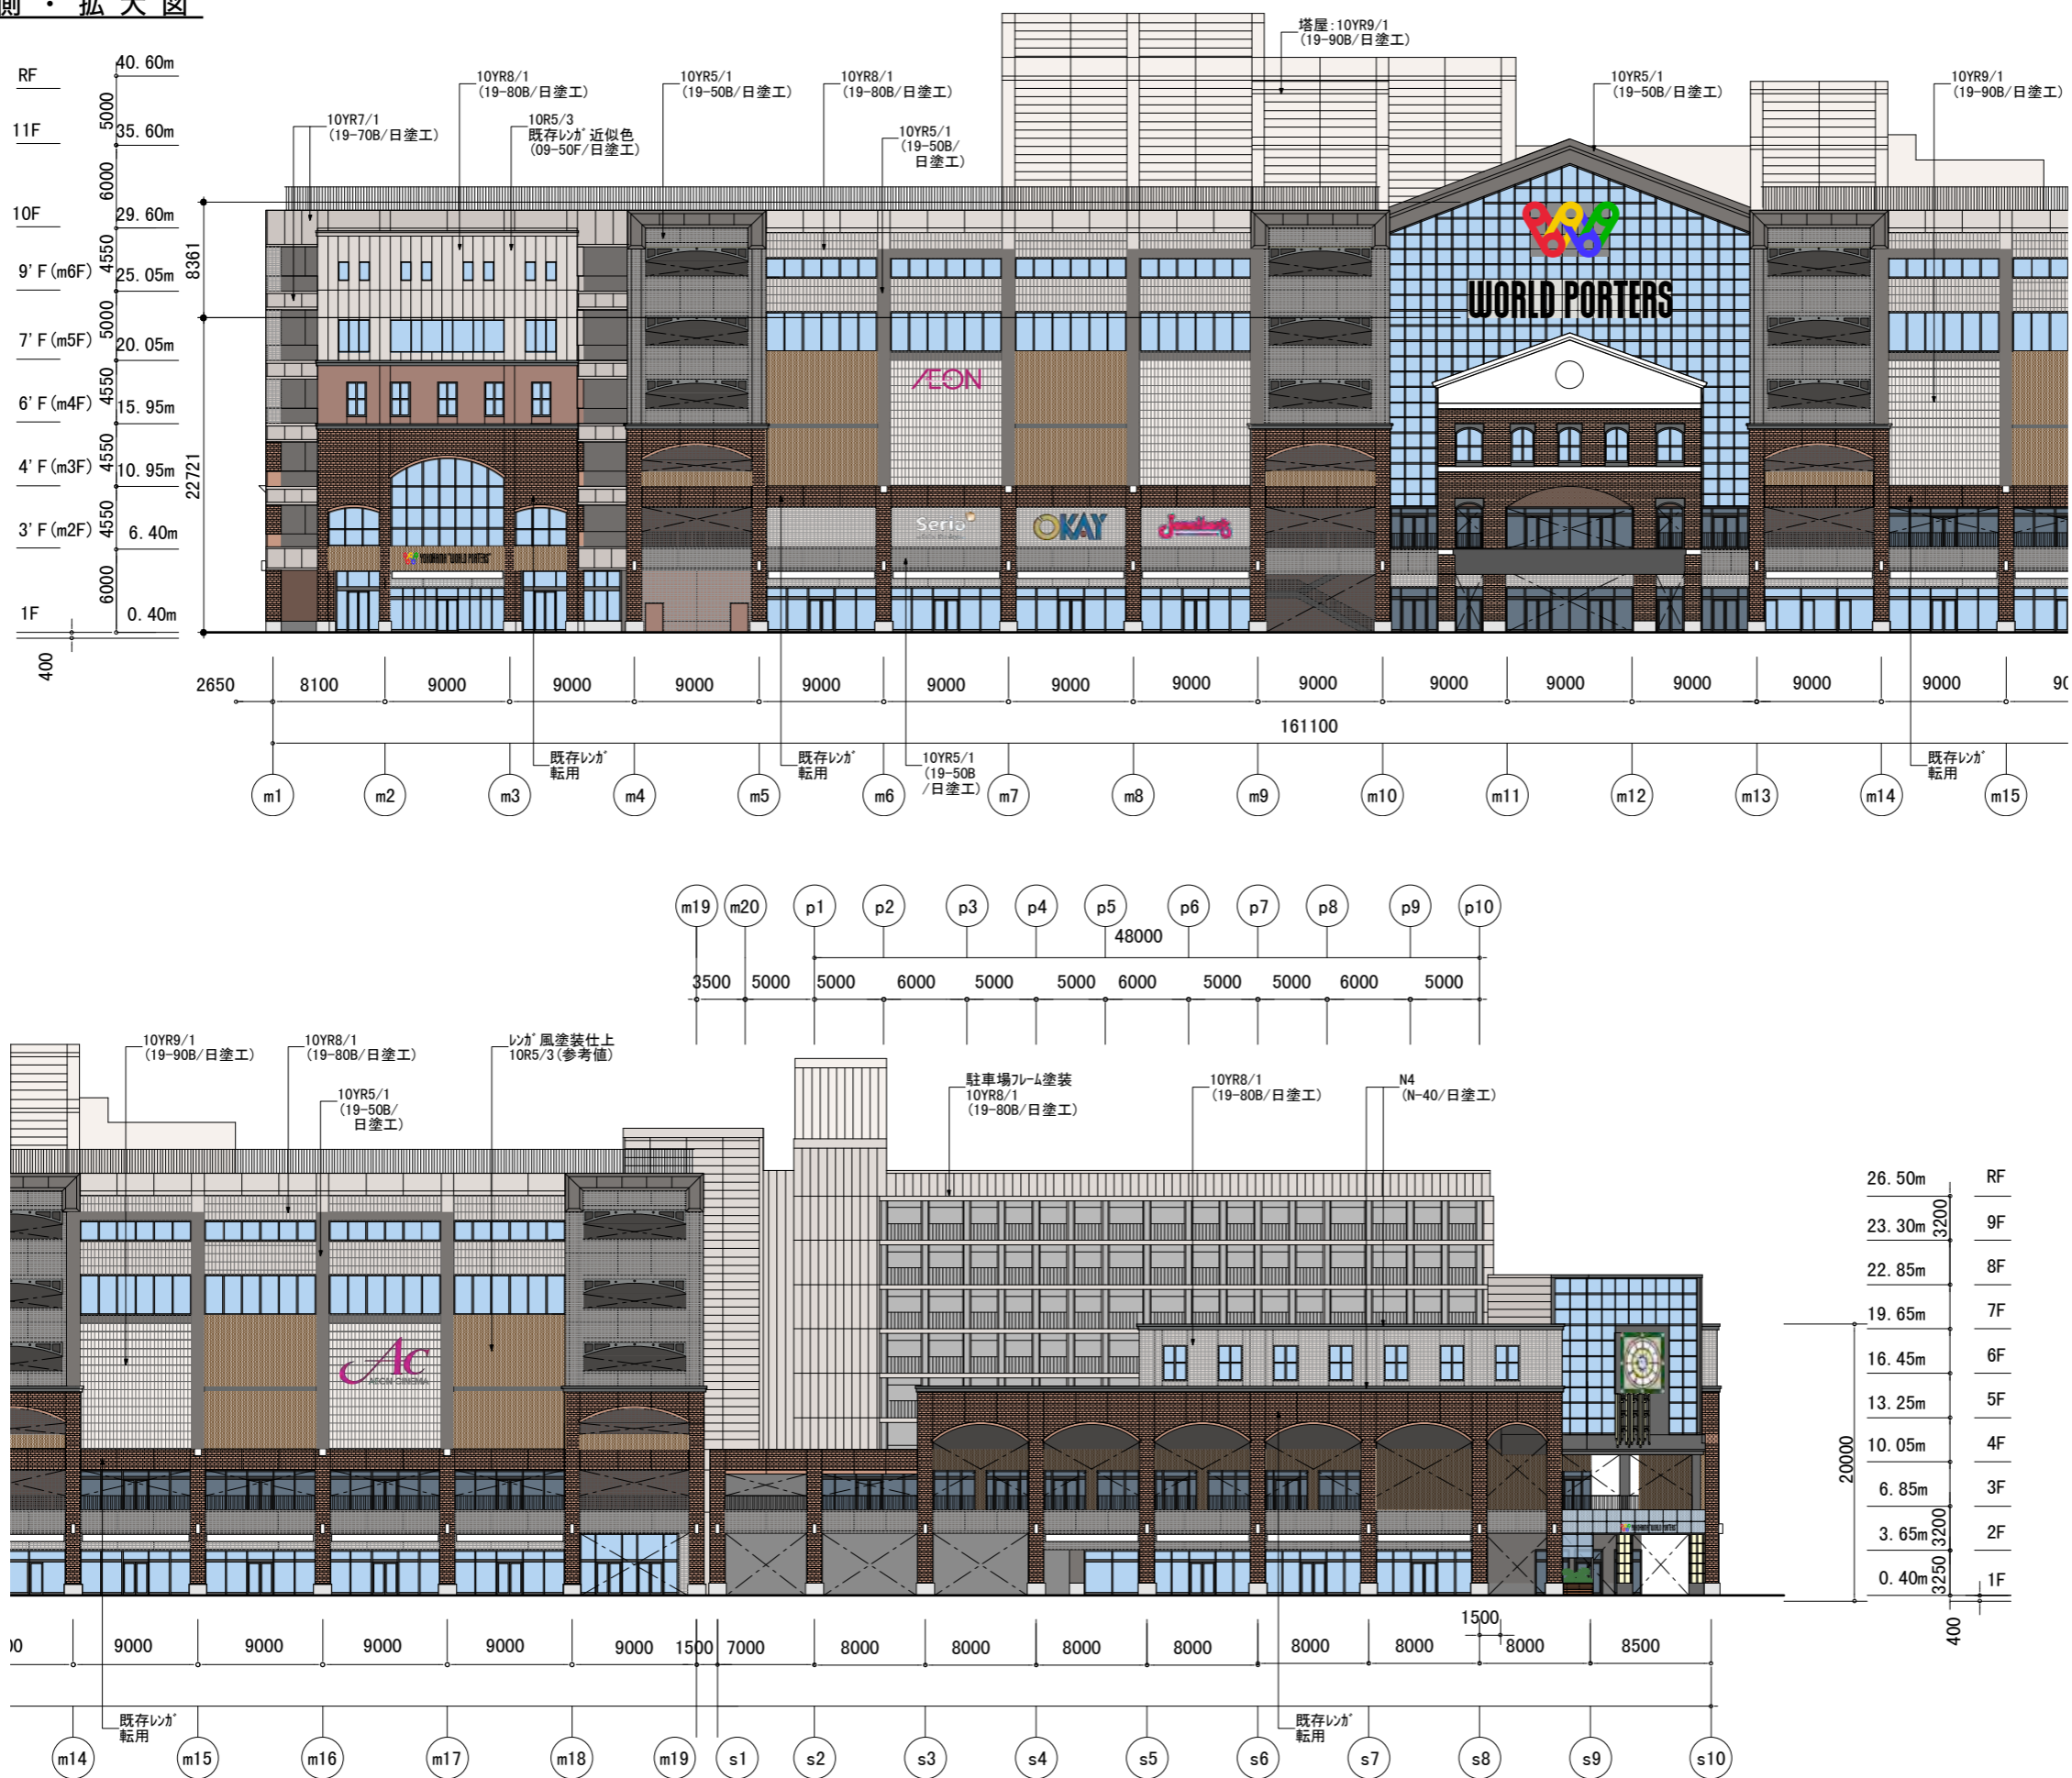 側・拡大図
塔屋:10YR9/1
(19-90B/日塗工)
40.60m
RF
10YR8/1
(19-80B/日塗工)
10YR5/1
(19-50B/日塗工)
10YR8/1
(19-80B/日塗工)
10YR5/1
(19-50B/日塗工)
10YR9/1
(19-90B/日塗工)
5000
10YR7/1
(19-70B/日塗工)
10R5/3
既存レンガ近似色
(09-50F/日塗工)
10YR5/1
(19-50B/
日塗工)
11F
35.60m
6000
10F
29.60m
4550
8361
9'F(m6F)
25.05m
WORLD PORTERS
5000
7'F(m5F)
20.05m
4550
AEON
6'F(m4F)
15.95m
4550
4'F(m3F)
10.95m
22721
4550
3'F(m2F)
6.40m
Seria
OKAY
YOKOHAMA WORLD PORTERS
6000
1F
0.40m
400
2650
8100
9000
9000
9000
9000
9000
9000
9000
9000
9000
9000
9000
9000
9000
90
161100
既存レンガ
転用
既存レンガ
転用
10YR5/1
(19-50B
/日塗工)
既存レンガ
転用
m1
m2
m3
m4
m5
m6
m7
m8
m9
m10
m11
m12
m13
m14
m15
m19
m20
p1
p2
p3
p4
p5
p6
p7
p8
p9
p10
48000
3500
5000
5000
6000
5000
5000
6000
5000
5000
6000
5000
10YR9/1
(19-90B/日塗工)
10YR8/1
(19-80B/日塗工)
レンガ風塗装仕上
10R5/3(参考値)
10YR5/1
(19-50B/
日塗工)
駐車場フレーム塗装
10YR8/1
(19-80B/日塗工)
10YR8/1
(19-80B/日塗工)
N4
(N-40/日塗工)
26.50m
RF
3200
23.30m
9F
22.85m
8F
19.65m
7F
16.45m
6F
Ac
AEON CINEMA
13.25m
5F
10.05m
4F
20000
6.85m
3F
3200
3.65m
2F
3250
0.40m
1F
400
1500
00
9000
9000
9000
9000
9000
1500
7000
8000
8000
8000
8000
8000
8000
8000
8500
既存レンガ
転用
既存レンガ
転用
m14
m15
m16
m17
m18
m19
s1
s2
s3
s4
s5
s6
s7
s8
s9
s10